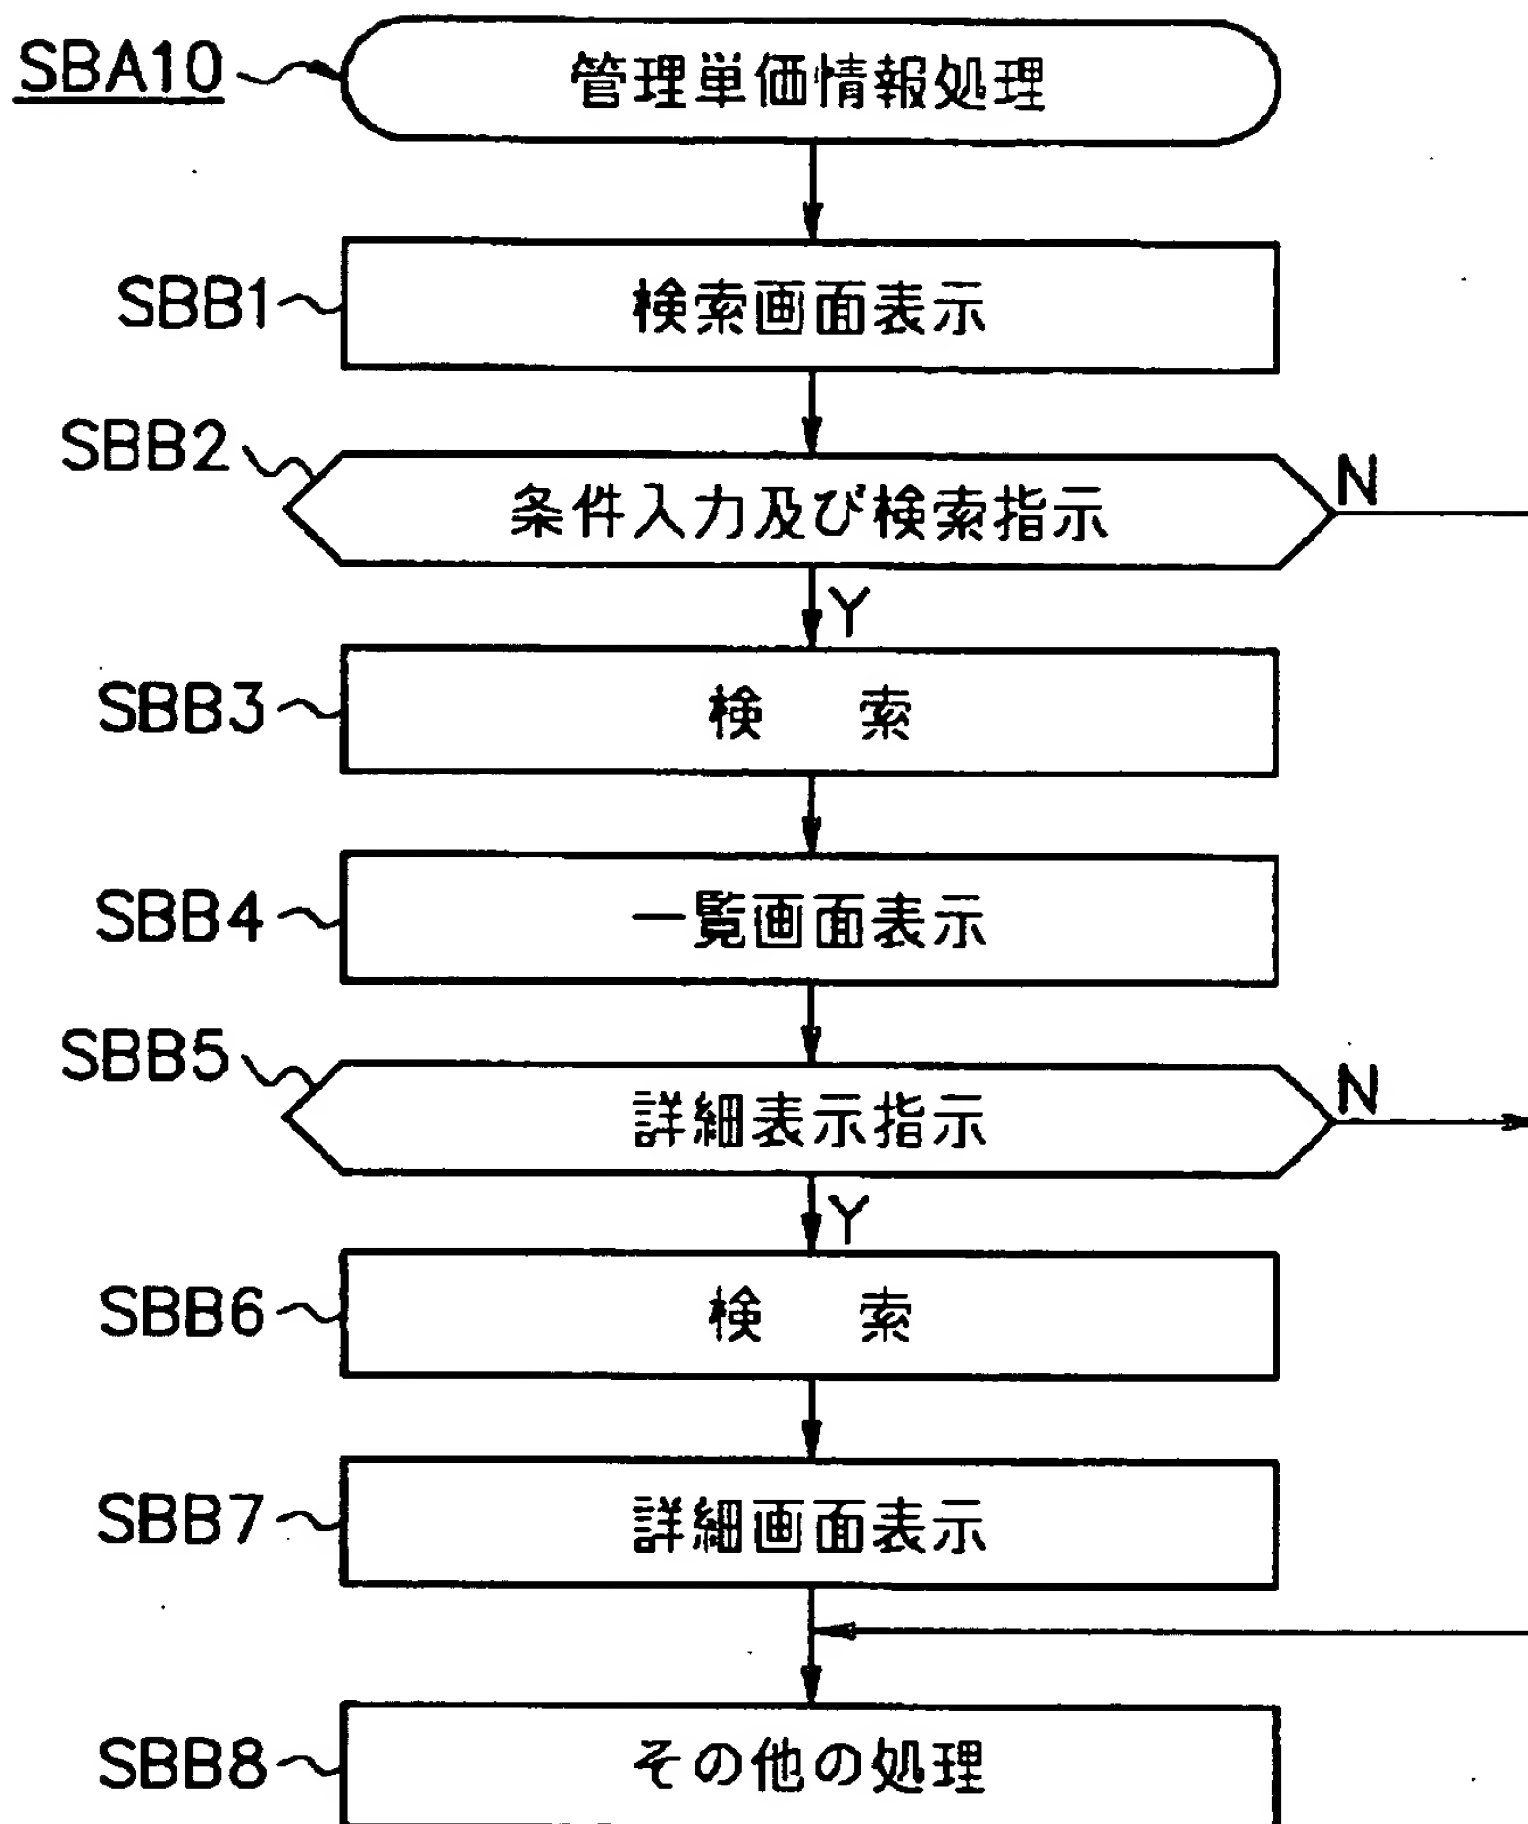 SBA10 管理単価情報処理
SBB1 検索画面表示
SBB2 条件入力及び検索指示 N
Y
SBB3 検 索
SBB4 一覧画面表示
SBB5 詳細表示指示 N
Y
SBB6 検 索
SBB7 詳細画面表示
SBB8 その他の処理